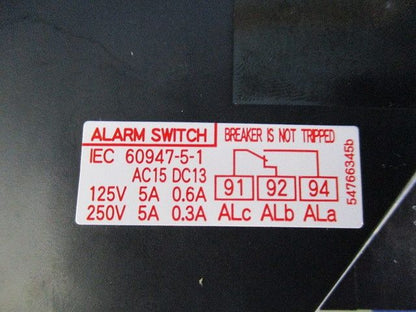 ALARM SWITCH
BREAKER IS NOT TRIPPED
IEC 60947-5-1
AC15 DC13
125V 5A 0.6A
250V 5A 0.3A
91 92 94
ALc ALb ALa
54766345b